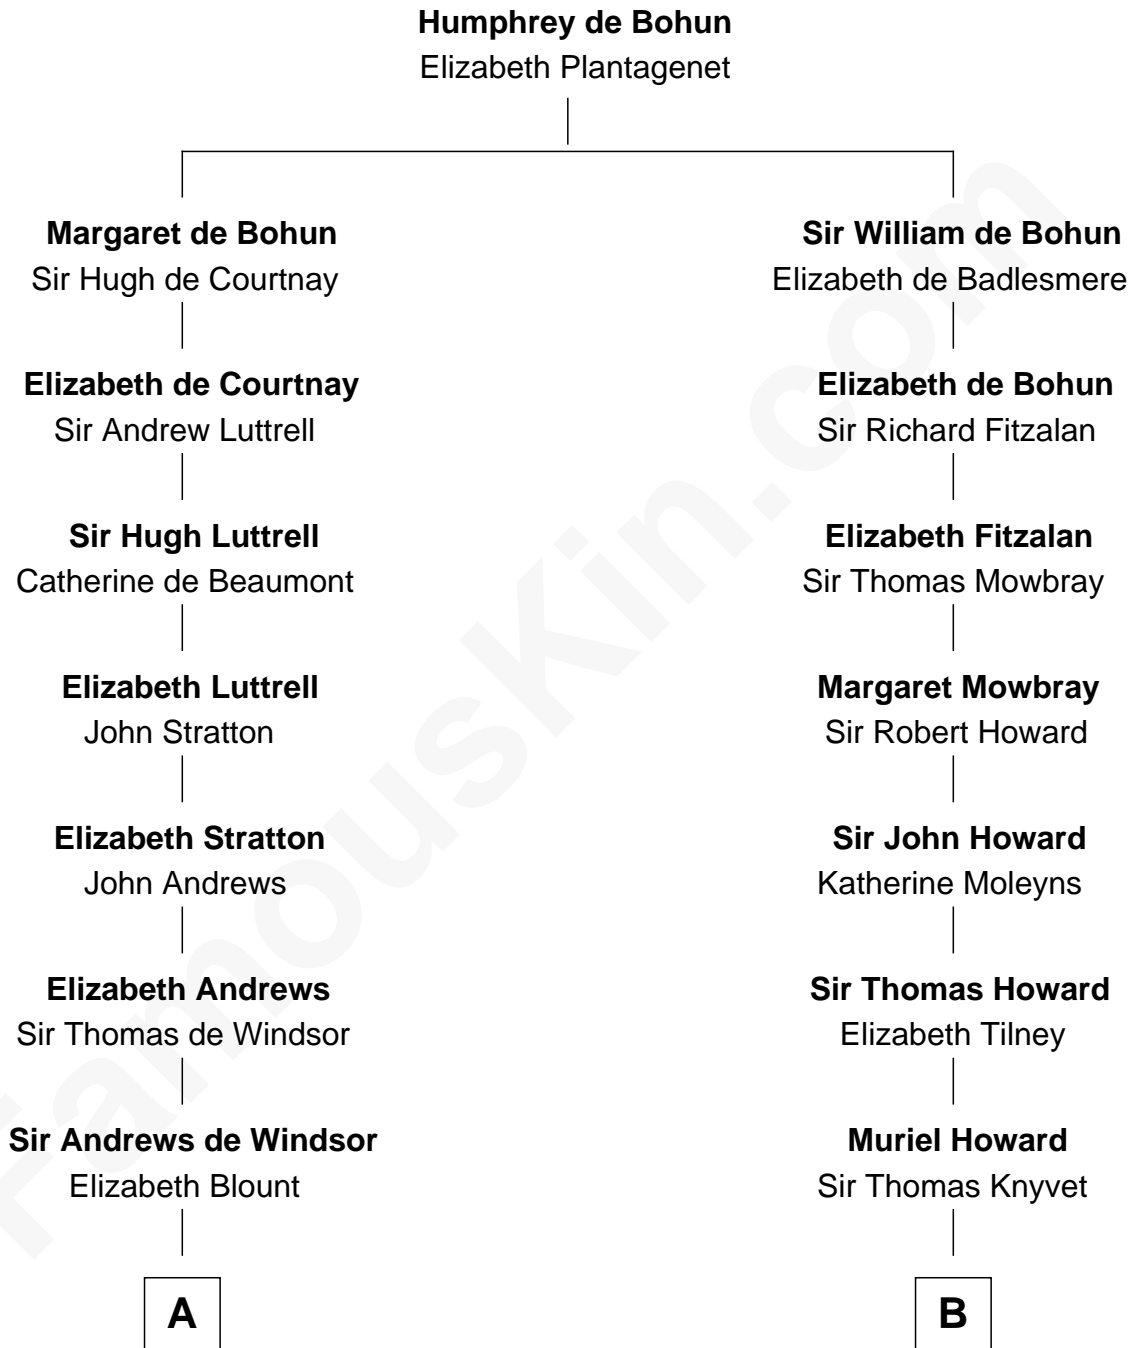 Humphrey de Bohun
Elizabeth Plantagenet
Margaret de Bohun
Sir Hugh de Courtnay
Sir William de Bohun
Elizabeth de Badlesmere
Elizabeth de Courtnay
Sir Andrew Luttrell
Elizabeth de Bohun
Sir Richard Fitzalan
Sir Hugh Luttrell
Catherine de Beaumont
Elizabeth Fitzalan
Sir Thomas Mowbray
Elizabeth Luttrell
John Stratton
Margaret Mowbray
Sir Robert Howard
Elizabeth Stratton
John Andrews
Sir John Howard
Katherine Moleyns
Elizabeth Andrews
Sir Thomas de Windsor
Sir Thomas Howard
Elizabeth Tilney
Sir Andrews de Windsor
Elizabeth Blount
Muriel Howard
Sir Thomas Knyvet
A
B
FamousKin.com